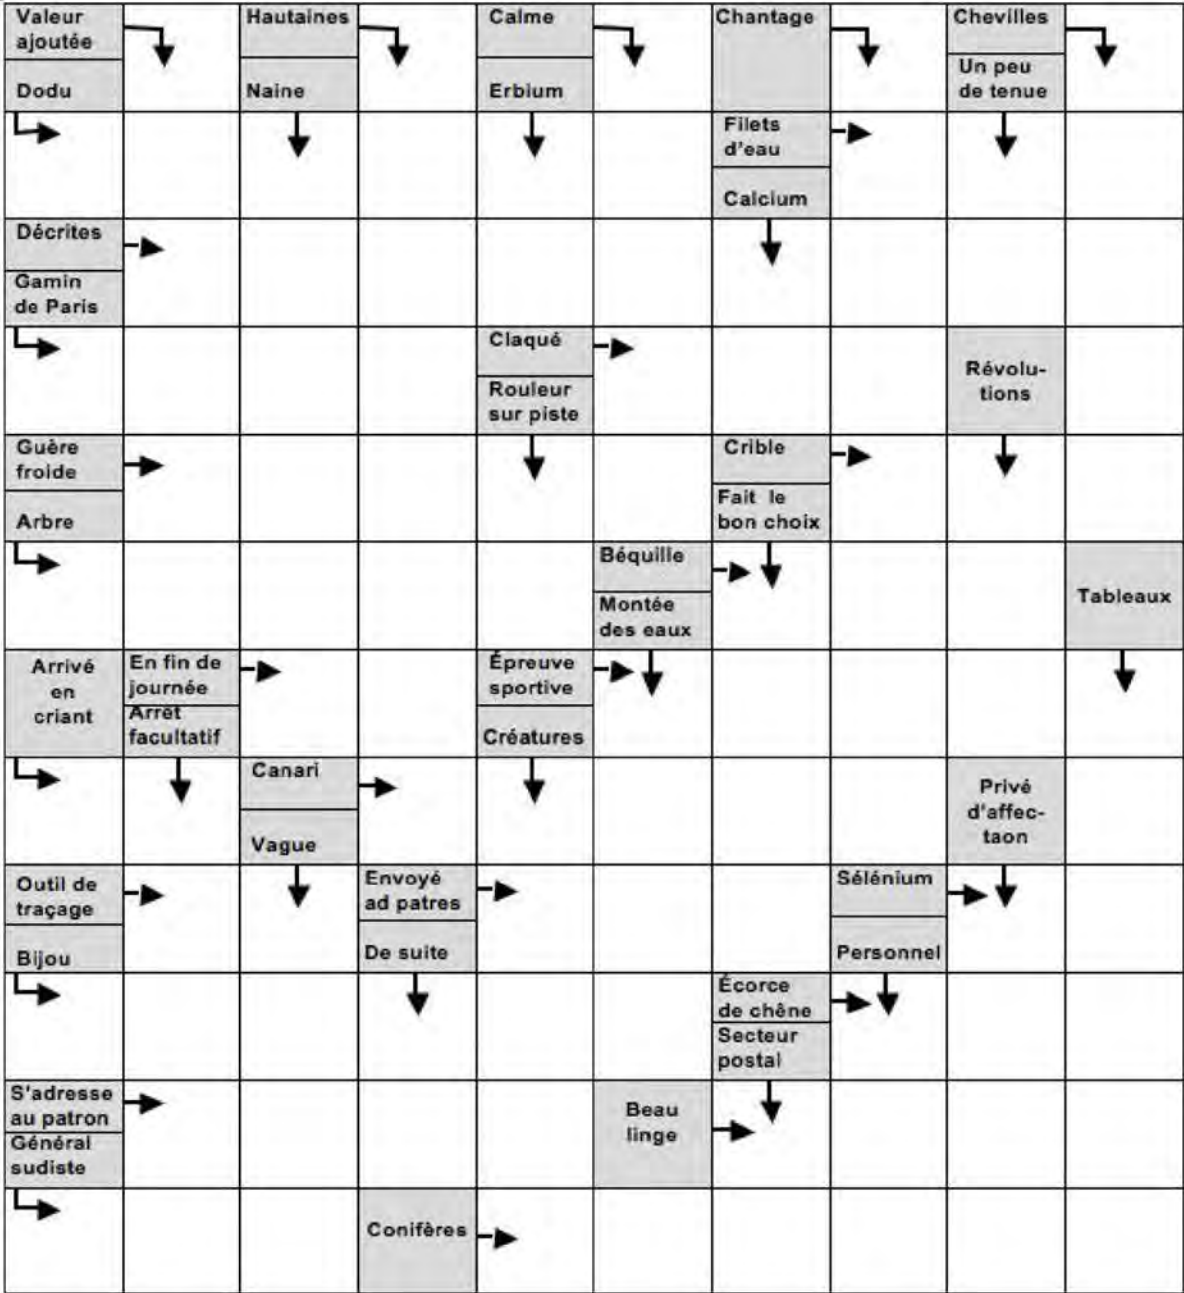 Valeur
ajoutée
Dodu
Hautaines
Naine
Calme
Erbium
Chantage
Chevilles
Un peu
de tenue
Filets
d'eau
Calcium
Décrites
Gamin
de Paris
Claqué
Rouleur
sur piste
Révolu-
tions
Guère
froide
Arbre
Crible
Fait le
bon choix
Béquille
Montée
des eaux
Tableaux
Arrivé
en
criant
En fin de
journée
Arrêt
facultatif
Épreuve
sportive
Créatures
Canari
Vague
Privé
d'affec-
taon
Outil de
traçage
Bijou
Envoyé
ad patres
De suite
Sélénium
Personnel
Écorce
de chêne
Secteur
postal
S'adresse
au patron
Général
sudiste
Beau
linge
Conifères